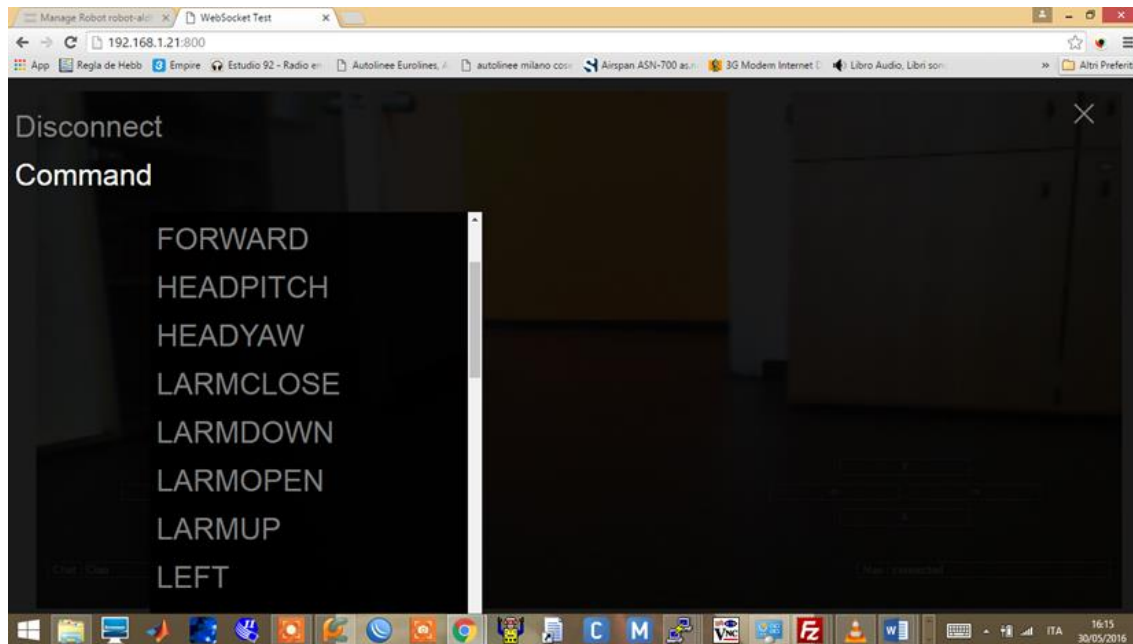 Manage Robot robot-ald
WebSocket Test
192.168.1.21:800
App Regla de Hebb Empire Estudio 92 - Radio en Autolinee Eurolines, A autolinee milano cose Airspan ASN-700 as. 3G Modem Internet D Libro Audio, Libri son » Altri Preferiti
Disconnect
Command
FORWARD
HEADPITCH
HEADYAW
LARMCLOSE
LARMDOWN
LARMOPEN
LARMUP
LEFT
ITA
16:15
30/05/2016